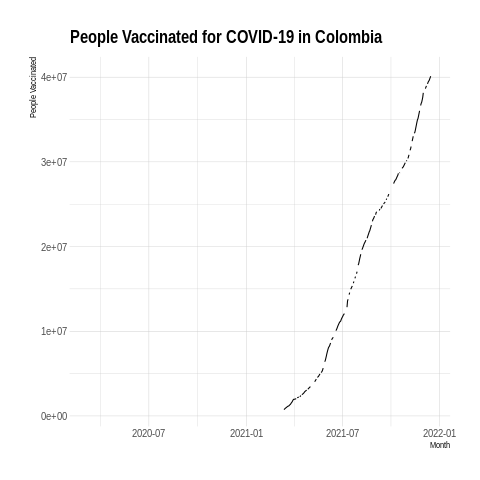 People Vaccinated for COVID-19 in Colombia
People Vaccinated
4e+07
3e+07
2e+07
1e+07
0e+00
2020-07
2021-01
2021-07
2022-01
Month